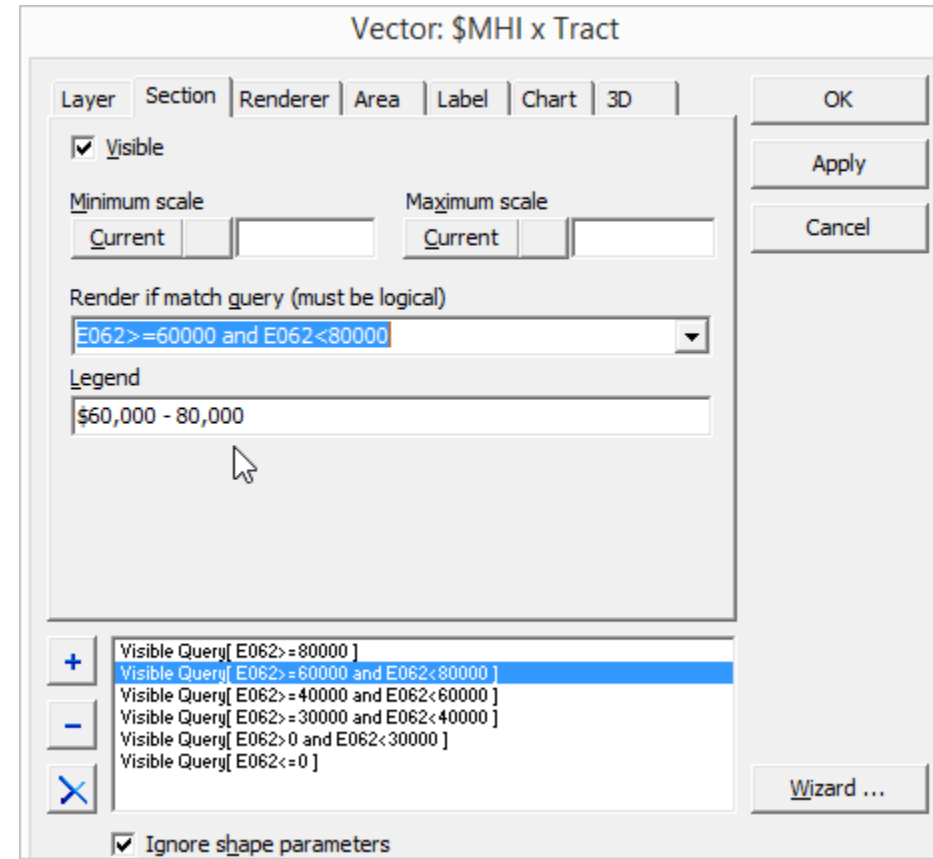 Vector: $MHI x Tract
Layer Section Renderer Area Label Chart 3D
OK
Visible
Apply
Minimum scale Maximum scale
Current Current
Cancel
Render if match query (must be logical)
E062>=60000 and E062<80000
Legend
$60,000 - 80,000
+
Visible Query[ E062>=80000 ]
Visible Query[ E062>=60000 and E062<80000 ]
Visible Query[ E062>=40000 and E062<60000 ]
−
Visible Query[ E062>=30000 and E062<40000 ]
Visible Query[ E062>0 and E062<30000 ]
Visible Query[ E062<=0 ]
Wizard ...
Ignore shape parameters